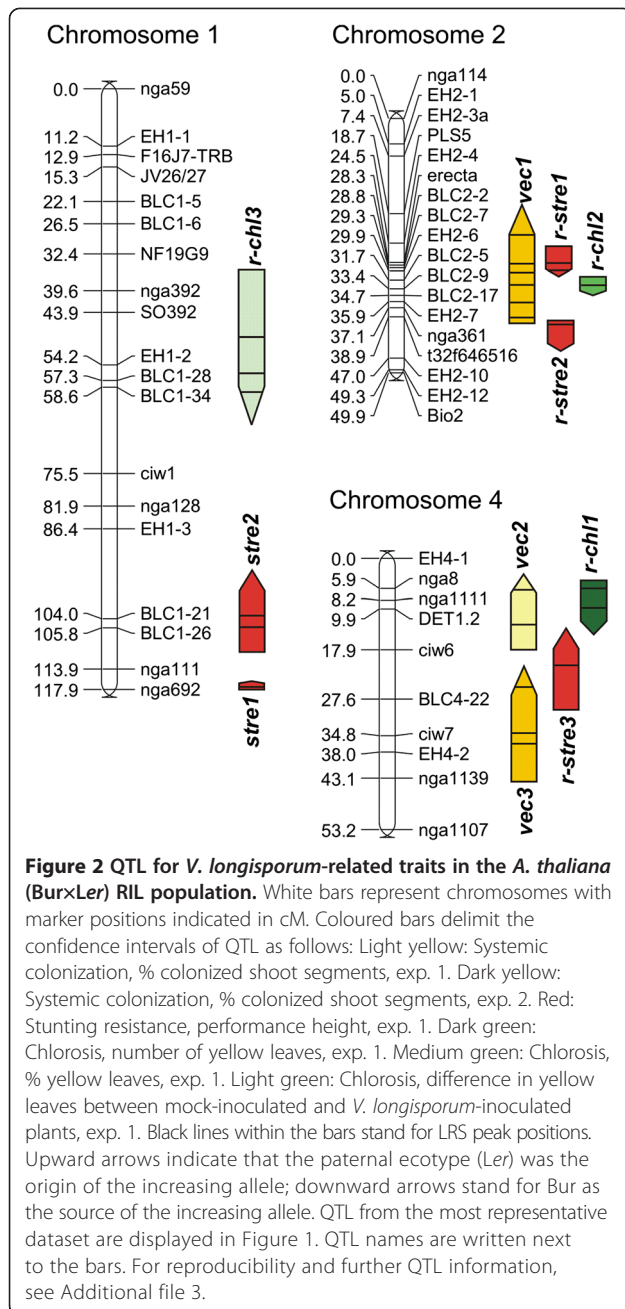 Chromosome 1
0.0 nga59
11.2 EH1-1
12.9 F16J7-TRB
15.3 JV26/27
22.1 BLC1-5
26.5 BLC1-6
32.4 NF19G9
39.6 nga392
43.9 SO392
54.2 EH1-2
57.3 BLC1-28
58.6 BLC1-34
75.5 ciw1
81.9 nga128
86.4 EH1-3
104.0 BLC1-21
105.8 BLC1-26
113.9 nga111
117.9 nga692
r-chl3
stre2
stre1
Chromosome 2
0.0 nga114
5.0 EH2-1
7.4 EH2-3a
18.7 PLS5
24.5 EH2-4
28.3 erecta
28.8 BLC2-2
29.3 BLC2-7
29.9 EH2-6
31.7 BLC2-5
33.4 BLC2-9
34.7 BLC2-17
35.9 EH2-7
37.1 nga361
38.9 t32f646516
47.0 EH2-10
49.3 EH2-12
49.9 Bio2
vec1
r-stre1
r-chl2
r-stre2
Chromosome 4
0.0 EH4-1
5.9 nga8
8.2 nga1111
9.9 DET1.2
17.9 ciw6
27.6 BLC4-22
34.8 ciw7
38.0 EH4-2
43.1 nga1139
53.2 nga1107
vec2
r-chl1
vec3
r-stre3
Figure 2 QTL for V. longisporum-related traits in the A. thaliana
(Bur×Ler) RIL population. White bars represent chromosomes with
marker positions indicated in cM. Coloured bars delimit the
confidence intervals of QTL as follows: Light yellow: Systemic
colonization, % colonized shoot segments, exp. 1. Dark yellow:
Systemic colonization, % colonized shoot segments, exp. 2. Red:
Stunting resistance, performance height, exp. 1. Dark green:
Chlorosis, number of yellow leaves, exp. 1. Medium green: Chlorosis,
% yellow leaves, exp. 1. Light green: Chlorosis, difference in yellow
leaves between mock-inoculated and V. longisporum-inoculated
plants, exp. 1. Black lines within the bars stand for LRS peak positions.
Upward arrows indicate that the paternal ecotype (Ler) was the
origin of the increasing allele; downward arrows stand for Bur as
the source of the increasing allele. QTL from the most representative
dataset are displayed in Figure 1. QTL names are written next
to the bars. For reproducibility and further QTL information,
see Additional file 3.